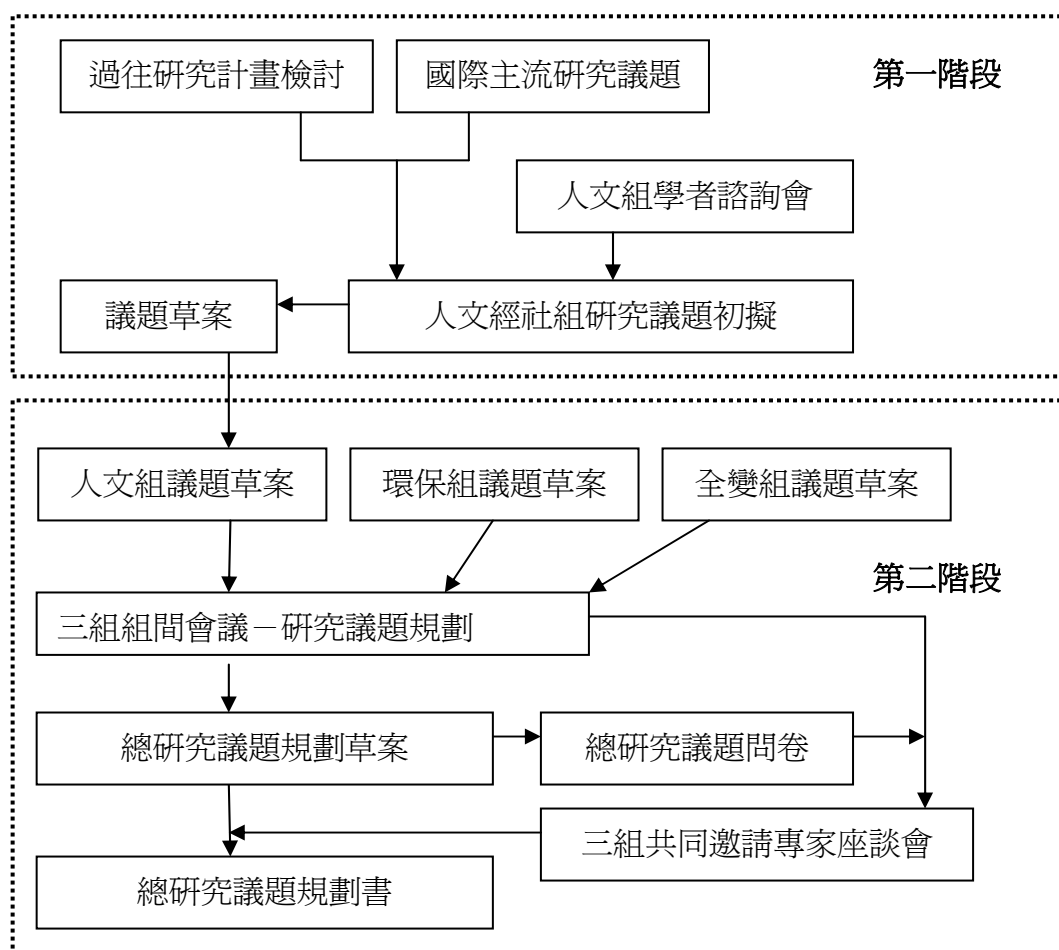 過往研究計畫檢討
國際主流研究議題
第一階段
人文組學者諮詢會
議題草案
人文經社組研究議題初擬
人文組議題草案
環保組議題草案
全變組議題草案
第二階段
三組組間會議－研究議題規劃
總研究議題規劃草案
總研究議題問卷
三組共同邀請專家座談會
總研究議題規劃書